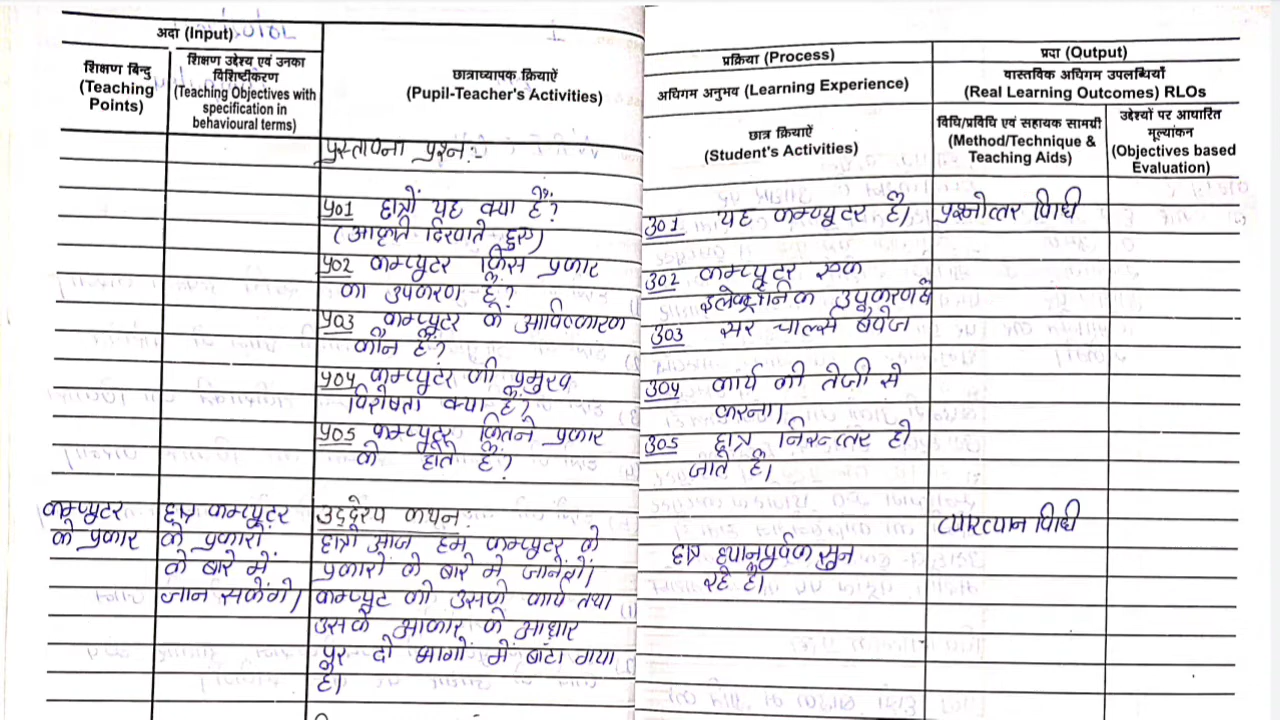 अदा (Input)
शिक्षण बिन्दु
(Teaching
Points)
शिक्षण उद्देश्य एवं उनका
विशिष्टीकरण
(Teaching Objectives with
specification in
behavioural terms)
छात्राध्यापक क्रियाऐं
(Pupil-Teacher's Activities)
प्रक्रिया (Process)
अधिगम अनुभव (Learning Experience)
छात्र क्रियाऐं
(Student's Activities)
प्रदा (Output)
वास्तविक अधिगम उपलब्धियाँ
(Real Learning Outcomes) RLOs
विधि/प्रविधि एवं सहायक सामग्री
(Method/Technique &
Teaching Aids)
उद्देश्यों पर आधारित
मूल्यांकन
(Objectives based
Evaluation)
प्रस्तावना प्रश्न:-
प्र01 छात्रों यह क्या है?
(आकृति दिखाते हुए)
प्र02 कम्प्यूटर किस प्रकार
का उपकरण है?
प्र03 कम्प्यूटर के आविष्कारक
कौन है?
प्र04 कम्प्यूटर की प्रमुख
विशेषता क्या है?
प्र05 कम्प्यूटर कितने प्रकार
के होते है?
उ01 यह कम्प्यूटर है। प्रश्नोत्तर विधि
उ02 कम्प्यूटर एक
इलेक्ट्रोनिक उपकरण है
उ03 सर चार्ल्स बेवेज
उ04 कार्य को तेजी से
करना।
उ05 छात्र निरुत्तर हो
जाते है।
कम्प्यूटर
के प्रकार
छात्र कम्प्यूटर
के प्रकारों
के बारे में
जान सकेंगे।
उद्देश्य कथन:
छात्रों आज हम कम्प्यूटर के
प्रकारों के बारे में जानेंगे।
कम्प्यूट को उसके कार्य तथा
उसके आकार के आधार
पर दो भागों में बांटा गया
है।
छात्र ध्यानपूर्वक सुन
रहे है।
व्याख्यान विधि